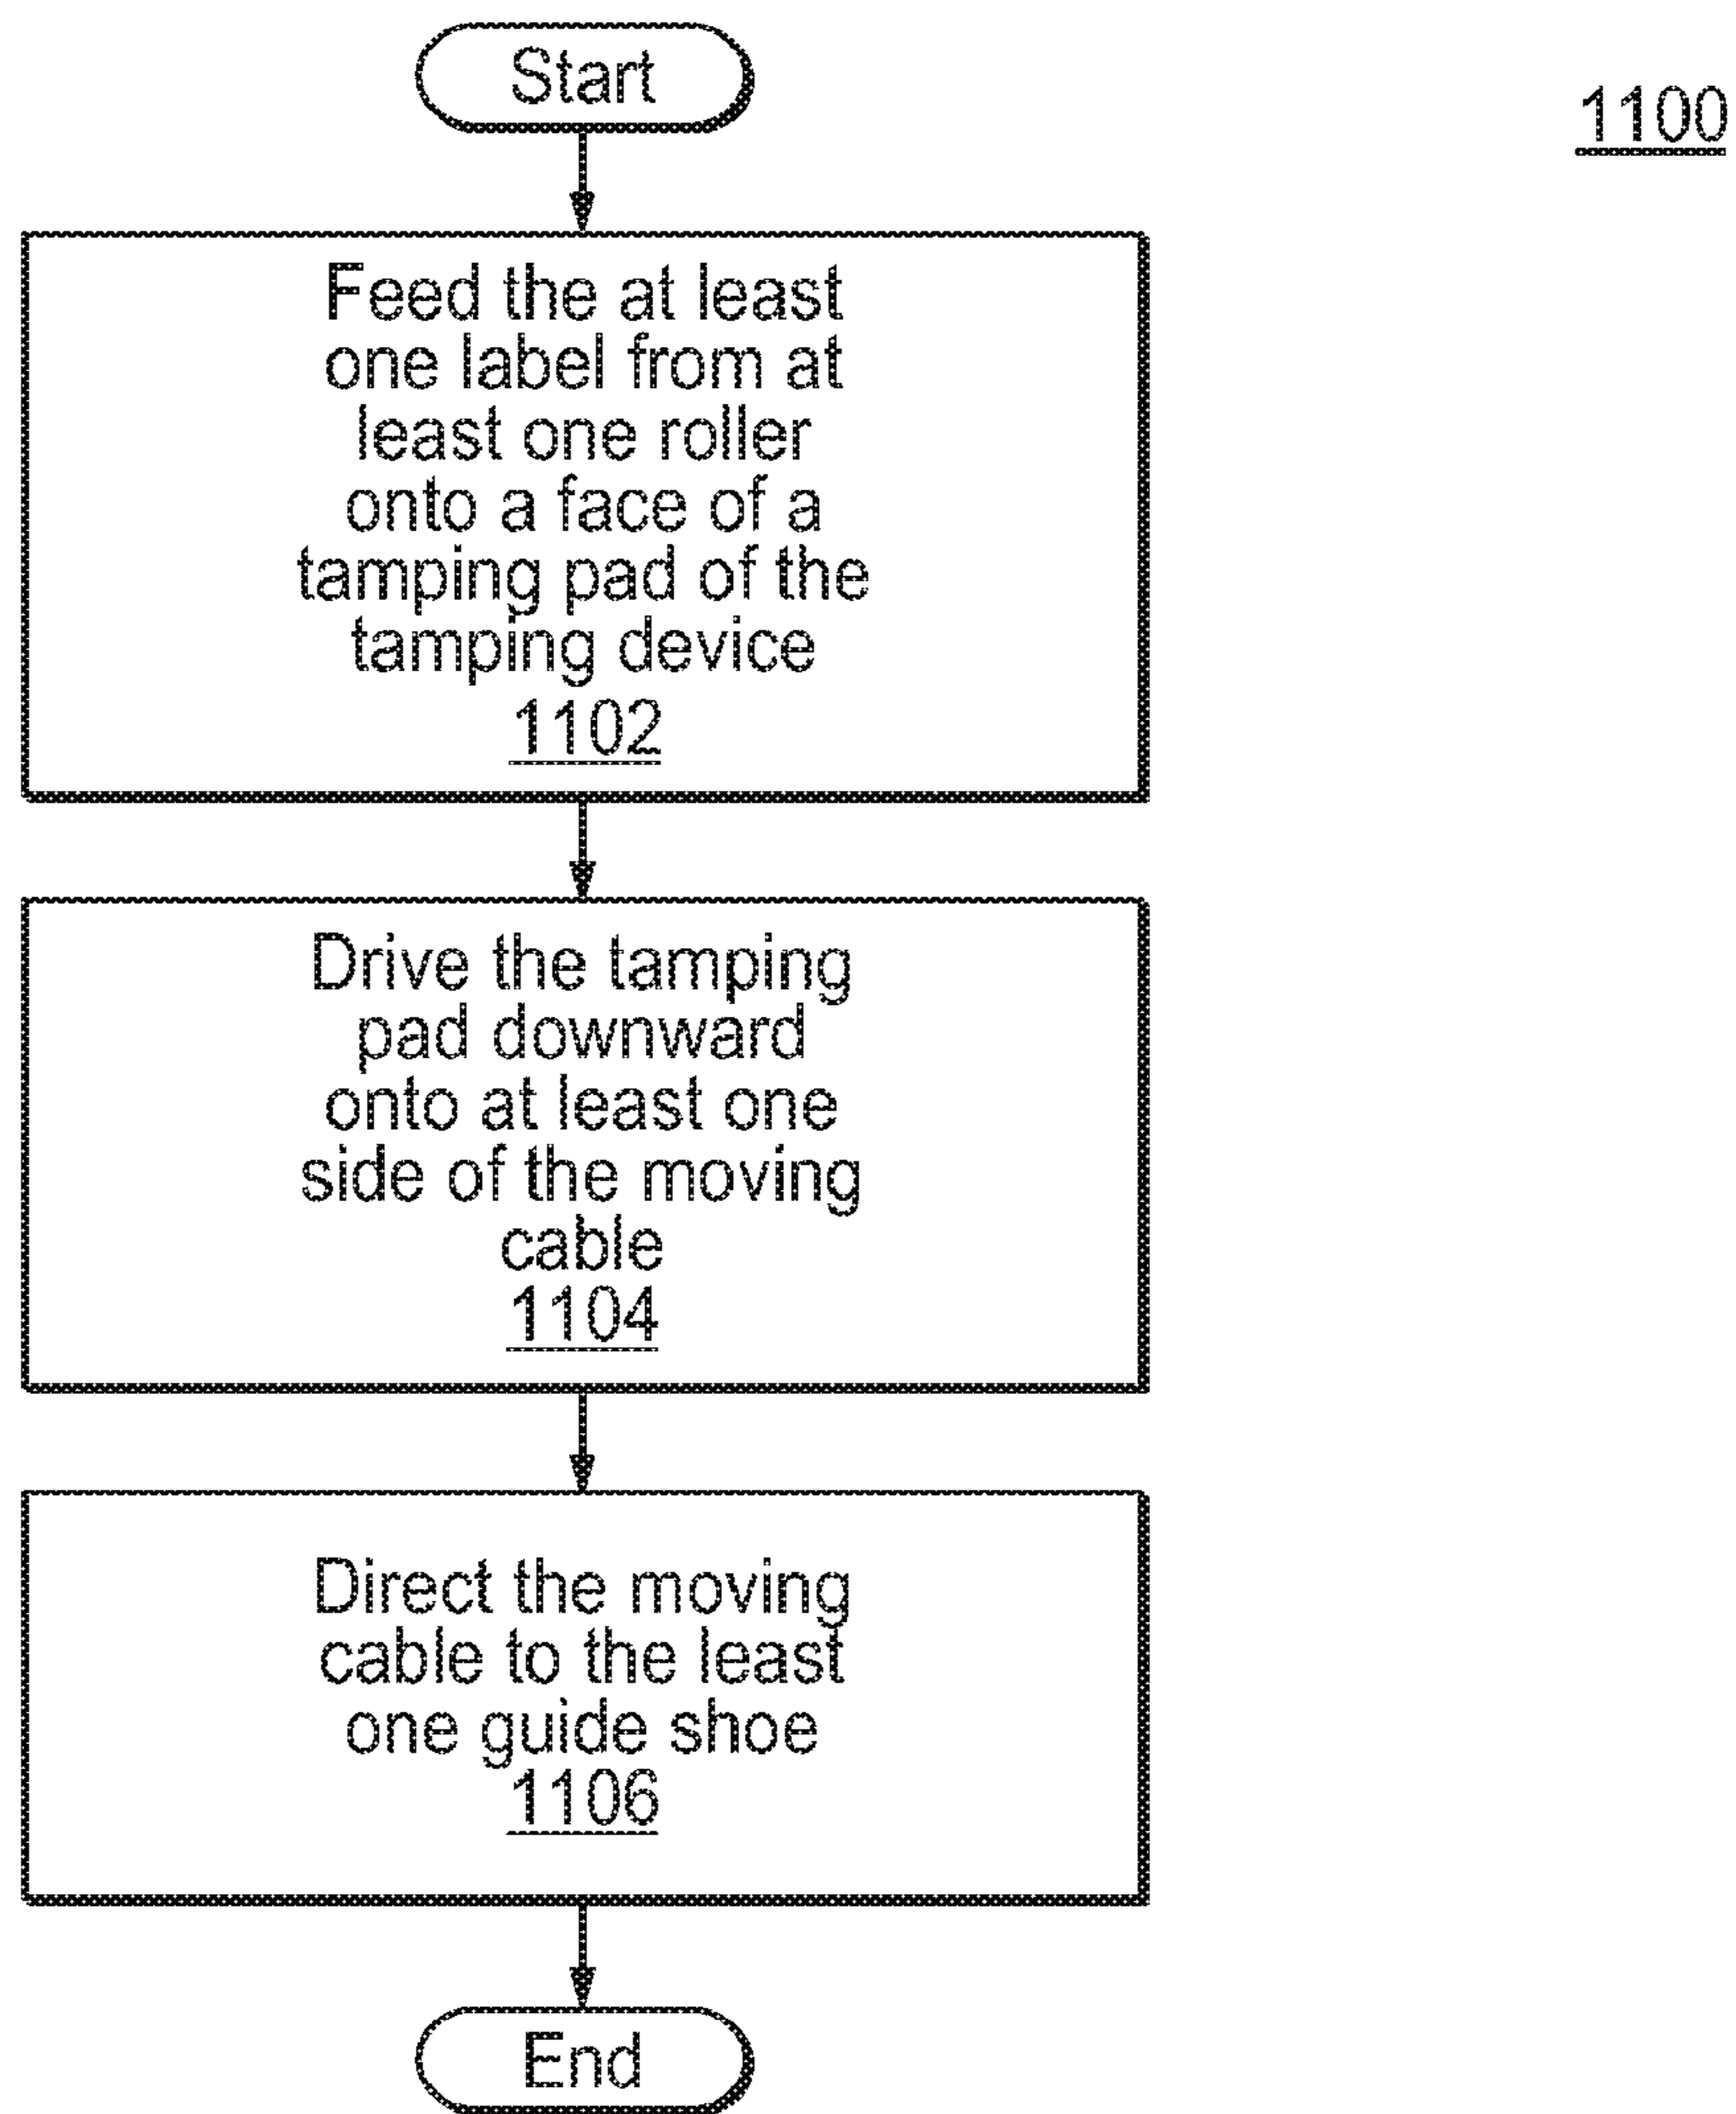 Start
1100
Feed the at least
one label from at
least one roller
onto a face of a
tamping pad of the
tamping device
1102
Drive the tamping
pad downward
onto at least one
side of the moving
cable
1104
Direct the moving
cable to the least
one guide shoe
1106
End